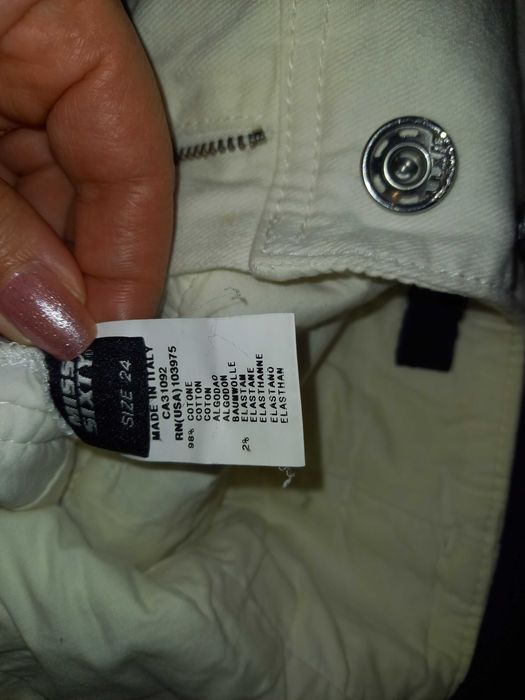 MISS
SIXTY
SIZE 24
MADE IN ITALY
CA31092
RN(USA)103975
98% COTONE
COTTON
COTON
ALGODAO
ALGODON
BAUMWOLLE
2% ELASTAM
ELASTANE
ELASTHANNE
ELASTANO
ELASTHAN